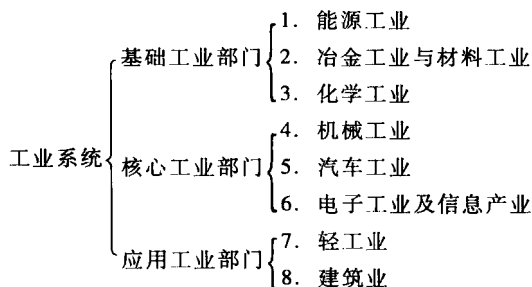 工业系统
基础工业部门
1. 能源工业
2. 冶金工业与材料工业
3. 化学工业
核心工业部门
4. 机械工业
5. 汽车工业
6. 电子工业及信息产业
应用工业部门
7. 轻工业
8. 建筑业